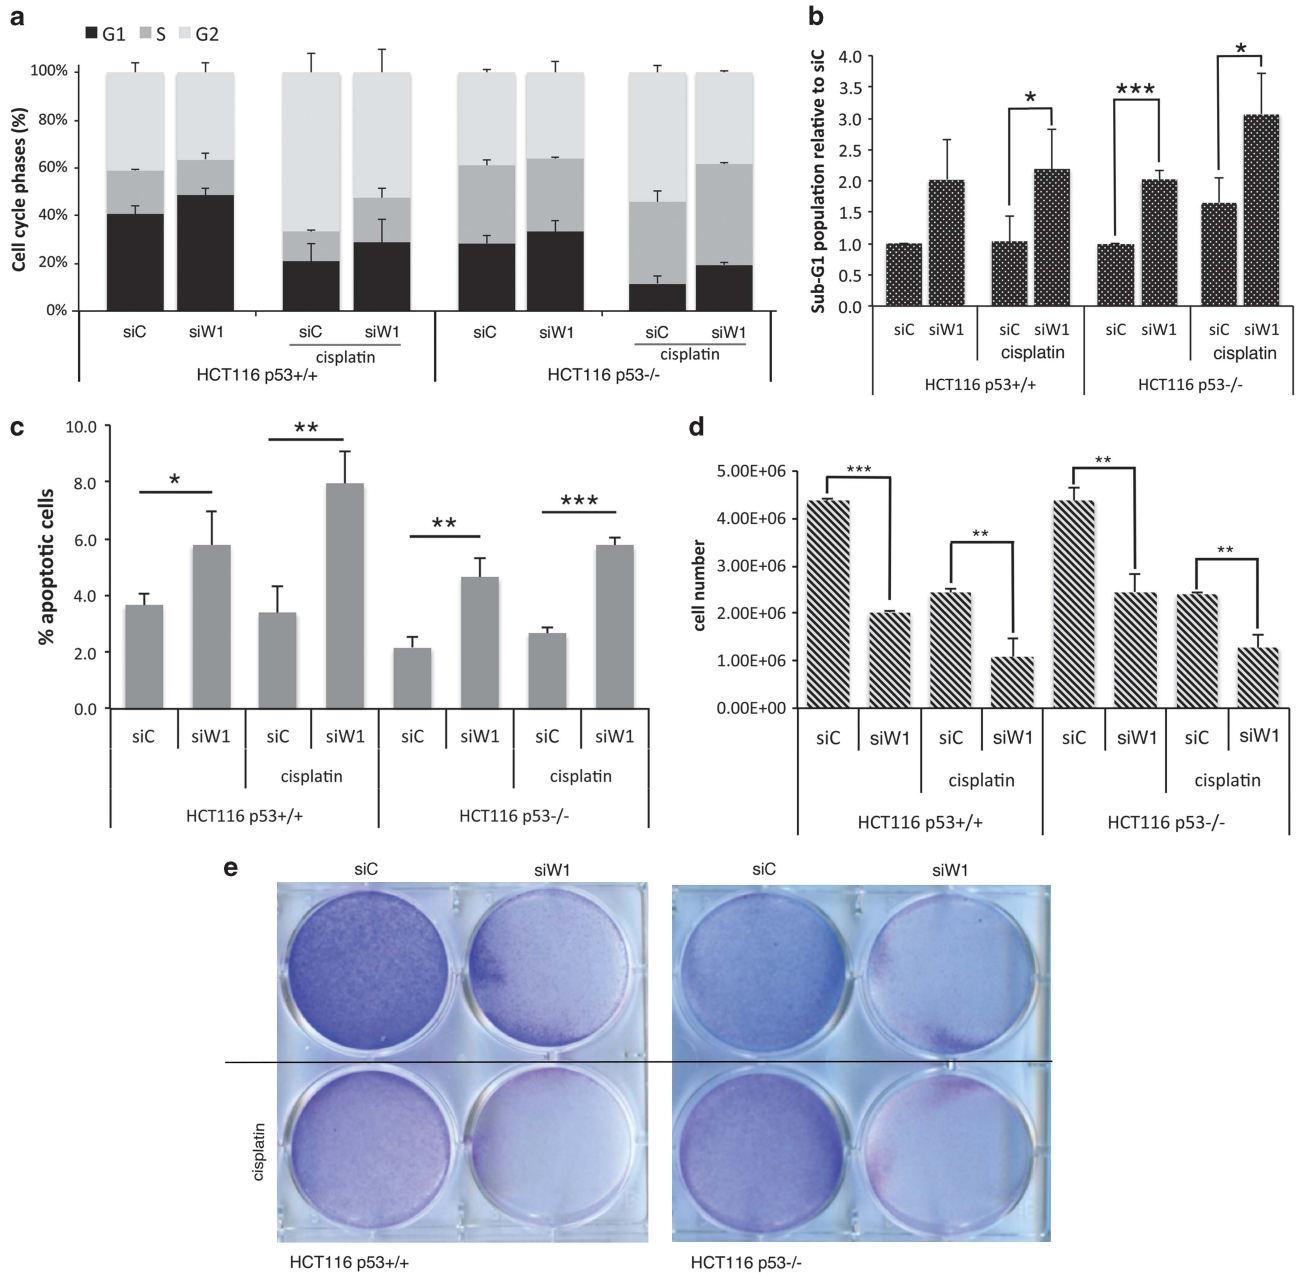 a
G1 S G2
Cell cycle phases (%)
100%
80%
60%
40%
20%
0%
siC siW1 siC siW1 siC siW1 siC siW1
cisplatin cisplatin
HCT116 p53+/+ HCT116 p53-/-
b
Sub-G1 population relative to siC
4.0
3.5
3.0
2.5
2.0
1.5
1.0
0.5
0.0
* *** *
siC siW1 siC siW1 siC siW1 siC siW1
cisplatin cisplatin
HCT116 p53+/+ HCT116 p53-/-
c
% apoptotic cells
10.0
8.0
6.0
4.0
2.0
0.0
* ** ** ***
siC siW1 siC siW1 siC siW1 siC siW1
cisplatin cisplatin
HCT116 p53+/+ HCT116 p53-/-
d
cell number
5.00E+06
4.00E+06
3.00E+06
2.00E+06
1.00E+06
0.00E+00
*** ** ** **
siC siW1 siC siW1 siC siW1 siC siW1
cisplatin cisplatin
HCT116 p53+/+ HCT116 p53-/-
e
siC siW1 siC siW1
cisplatin
HCT116 p53+/+ HCT116 p53-/-